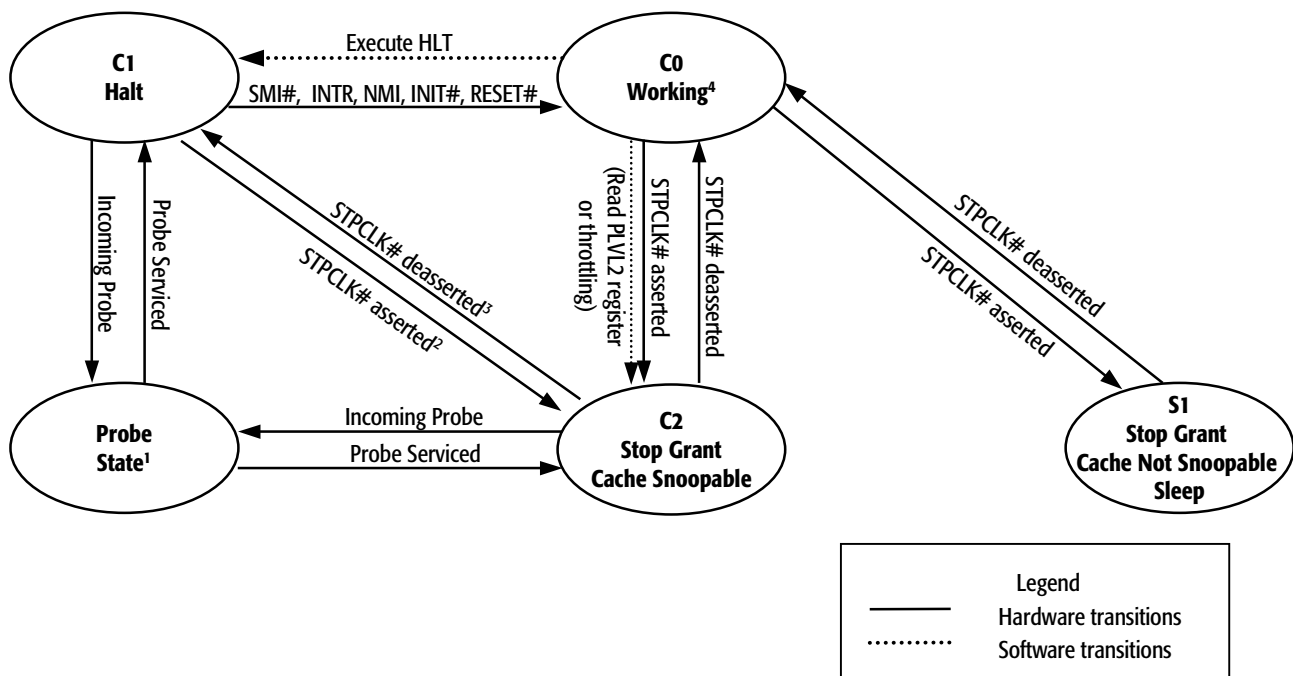 Execute HLT
C1
Halt
C0
Working⁴
SMI#, INTR, NMI, INIT#, RESET#
Incoming Probe
Probe Serviced
STPCLK# deasserted³
STPCLK# asserted²
(Read PLVL2 register
or throttling)
STPCLK# asserted
STPCLK# deasserted
STPCLK# deasserted
STPCLK# asserted
Probe
State¹
Incoming Probe
Probe Serviced
C2
Stop Grant
Cache Snoopable
S1
Stop Grant
Cache Not Snoopable
Sleep
Legend
Hardware transitions
Software transitions